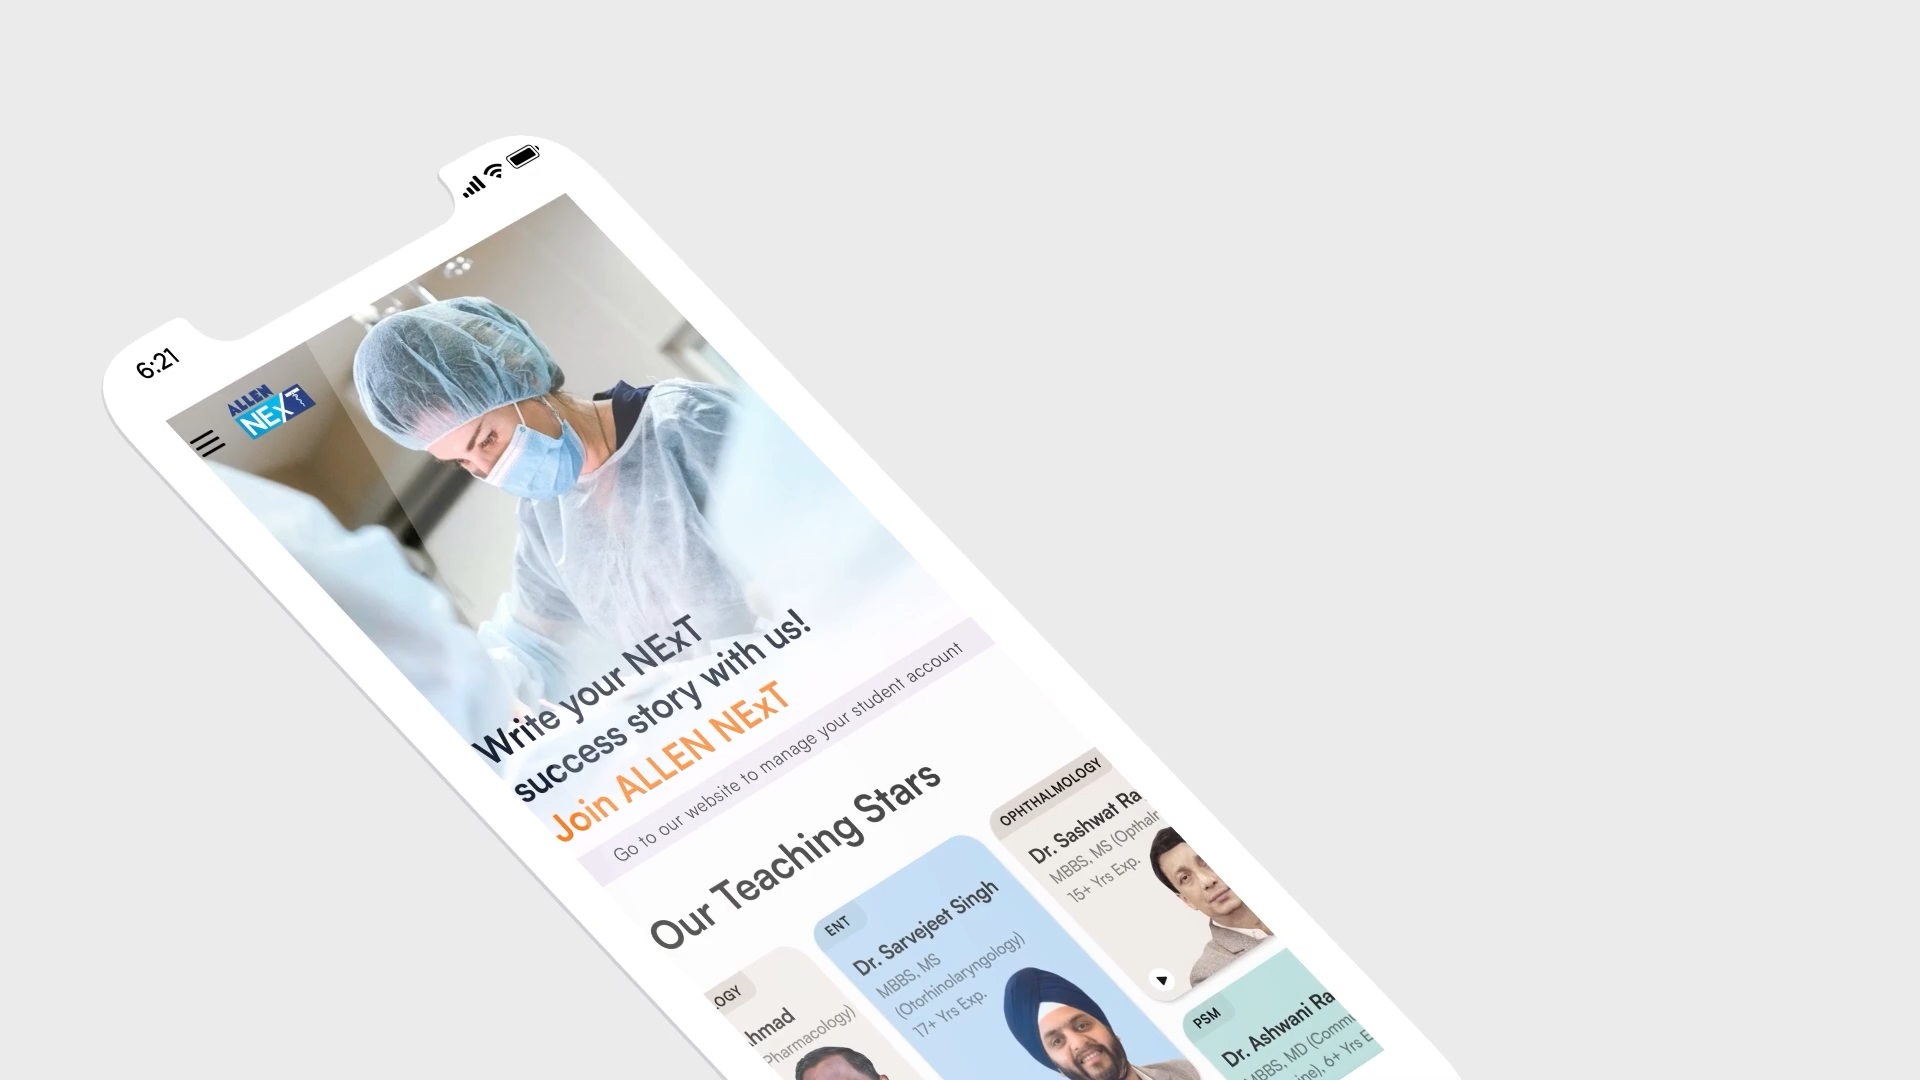 6:21
ALLEN
NExT
Write your NExT
success story with us!
Join ALLEN NExT
Go to our website to manage your student account
Our Teaching Stars
OGY
hmad
Pharmacology)
ENT
Dr. Sarvejeet Singh
MBBS, MS
(Otorhinolaryngology)
17+ Yrs Exp.
OPHTHALMOLOGY
Dr. Sashwat Ra
MBBS, MS (Opthal
15+ Yrs Exp.
PSM
Dr. Ashwani Ra
MBBS, MD (Comm
ine), 6+ Yrs E